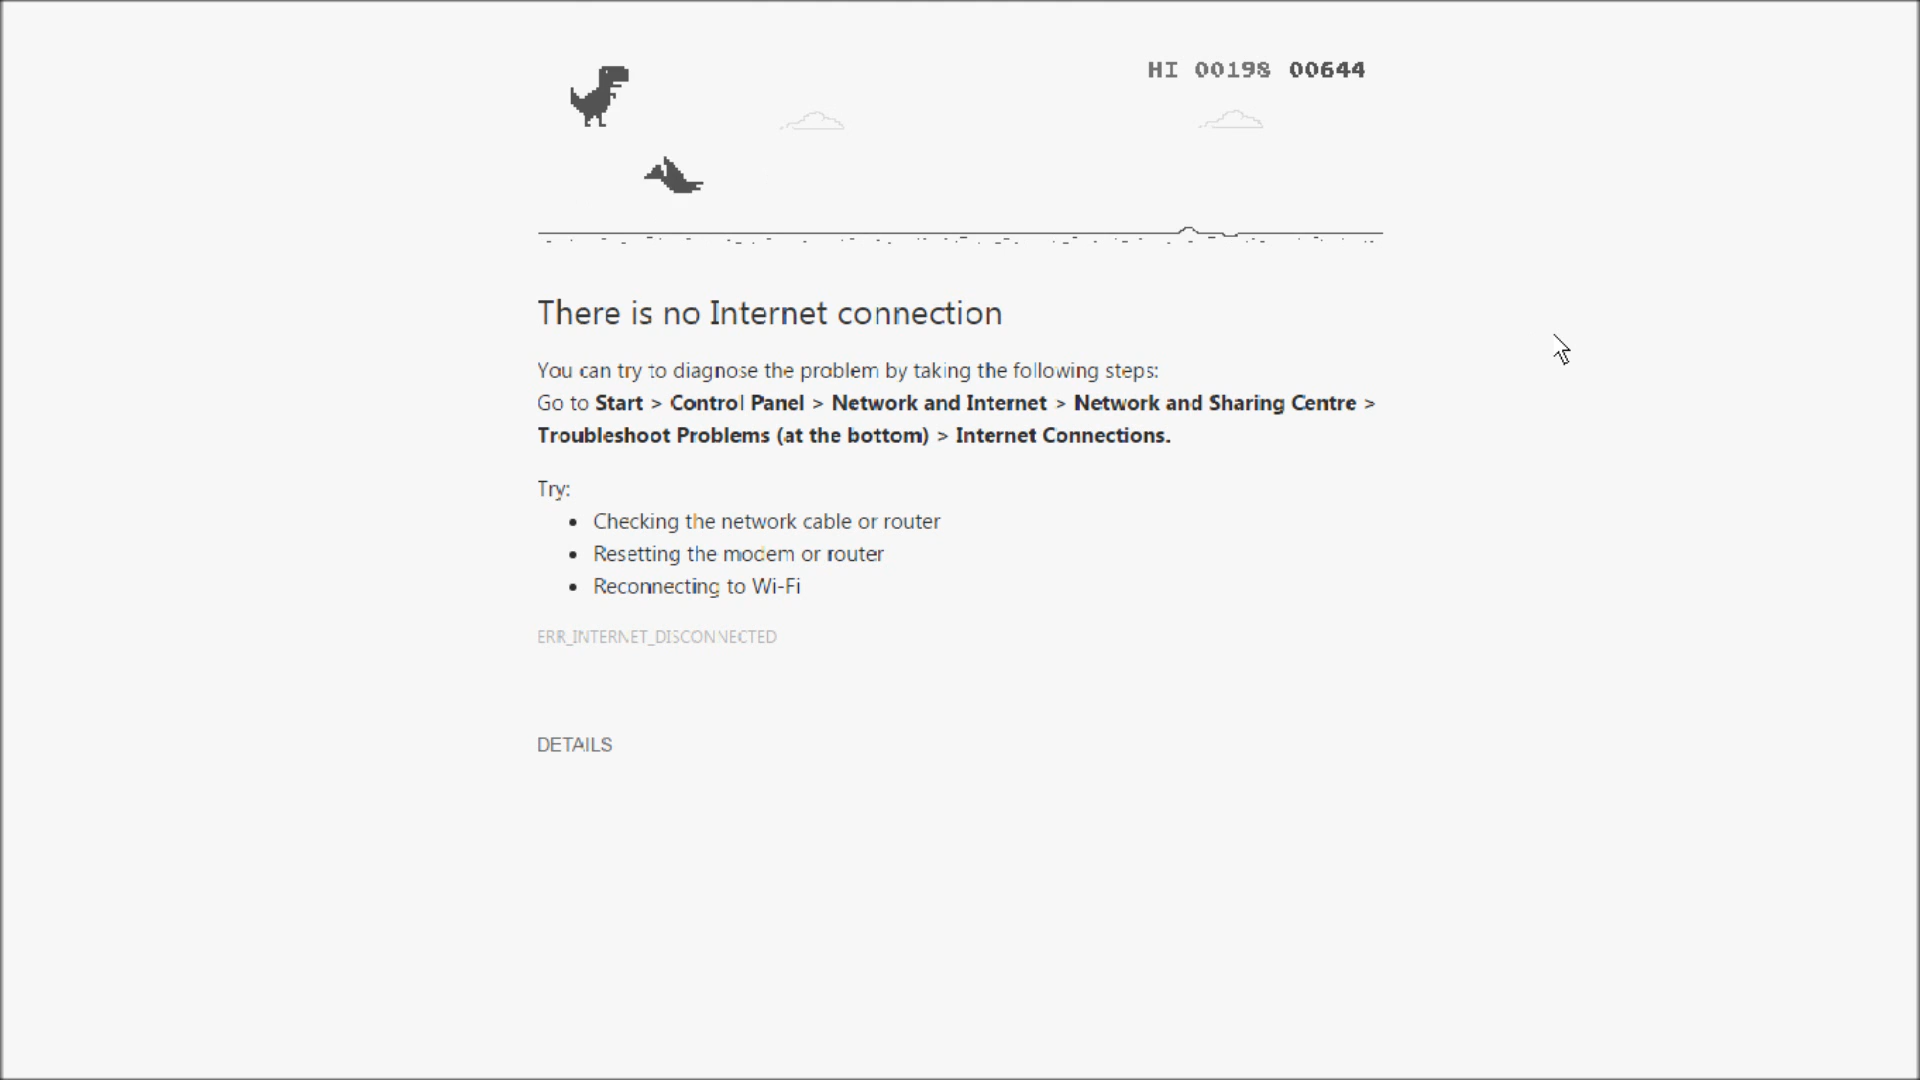 HI 00198 00644
There is no Internet connection
You can try to diagnose the problem by taking the following steps:
Go to Start > Control Panel > Network and Internet > Network and Sharing Centre >
Troubleshoot Problems (at the bottom) > Internet Connections.
Try:
• Checking the network cable or router
• Resetting the modem or router
• Reconnecting to Wi-Fi
ERR_INTERNET_DISCONNECTED
DETAILS